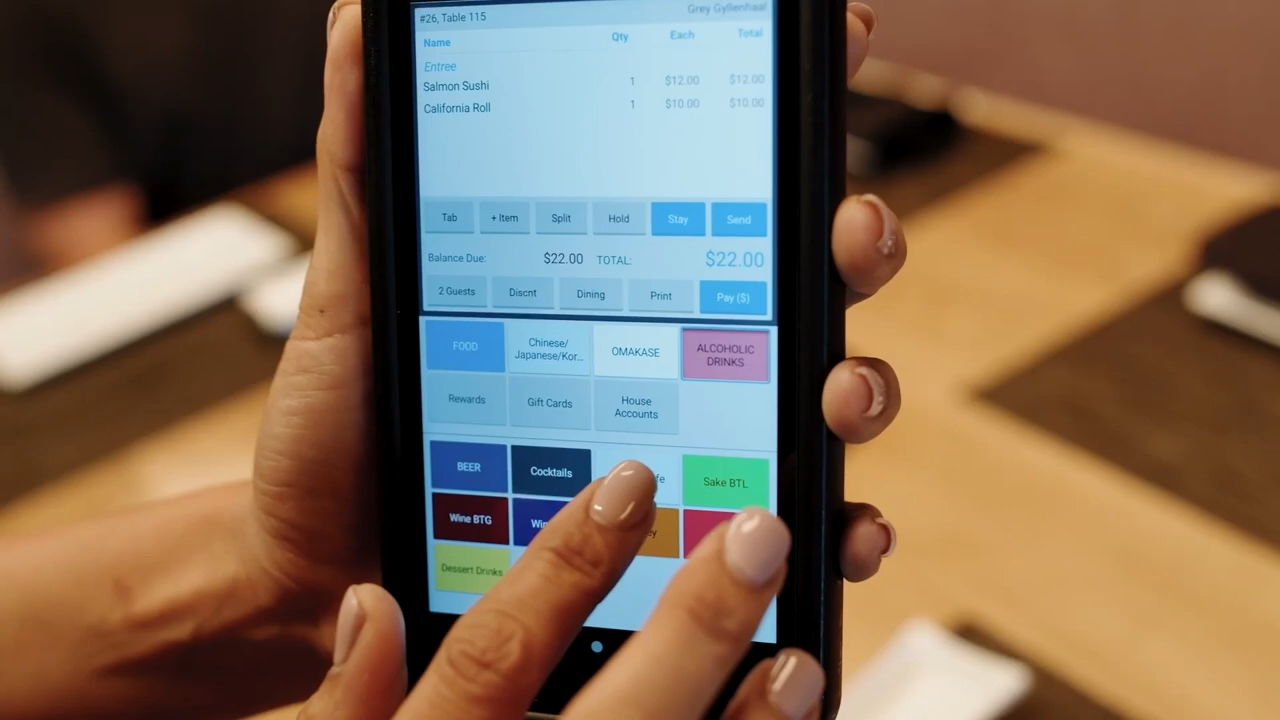 #26, Table 115 Grey Gyllenhaal
Name Qty Each Total
Entree
Salmon Sushi 1 $12.00 $12.00
California Roll 1 $10.00 $10.00
Tab + Item Split Hold Stay Send
Balance Due: $22.00 TOTAL: $22.00
2 Guests Discnt Dining Print Pay ($)
FOOD Chinese/ Japanese/Kor... OMAKASE ALCOHOLIC DRINKS
Rewards Gift Cards House Accounts
BEER Cocktails Sake BTL
Wine BTG
Dessert Drinks